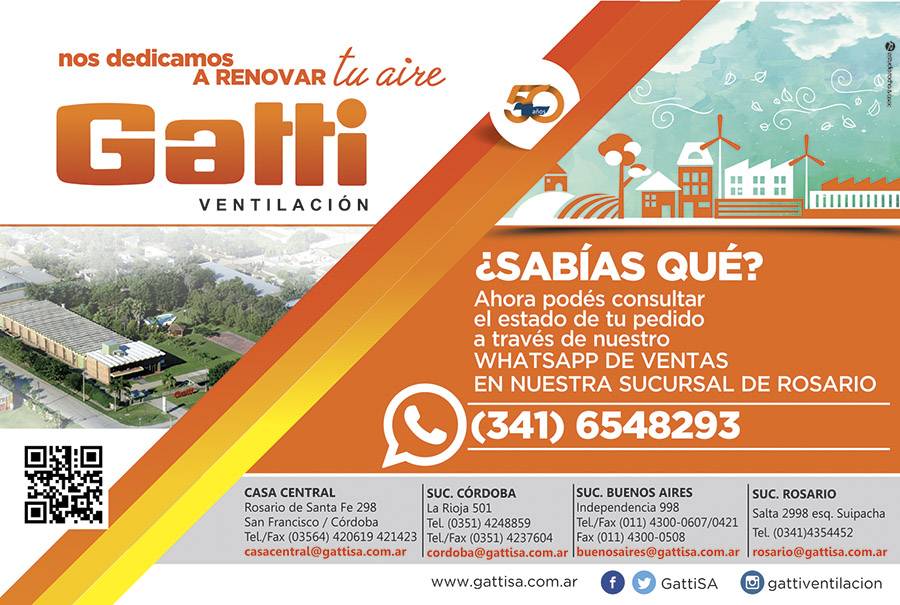 nos dedicamos
A RENOVAR tu aire
Gatti
VENTILACIÓN
50
años
¿SABÍAS QUÉ?
Ahora podés consultar
el estado de tu pedido
a través de nuestro
WHATSAPP DE VENTAS
EN NUESTRA SUCURSAL DE ROSARIO
(341) 6548293
Gatti
CASA CENTRAL
Rosario de Santa Fe 298
San Francisco / Córdoba
Tel./Fax (03564) 420619 421423
casacentral@gattisa.com.ar
SUC. CÓRDOBA
La Rioja 501
Tel. (0351) 4248859
Tel/Fax (0351) 4237604
cordoba@gattisa.com.ar
SUC. BUENOS AIRES
Independencia 998
Tel./Fax (011) 4300-0607/0421
Fax (011) 4300-0508
buenosaires@gattisa.com.ar
SUC. ROSARIO
Salta 2998 esq. Suipacha
Tel. (0341)4354452
rosario@gattisa.com.ar
www.gattisa.com.ar
GattiSA
gattiventilacion